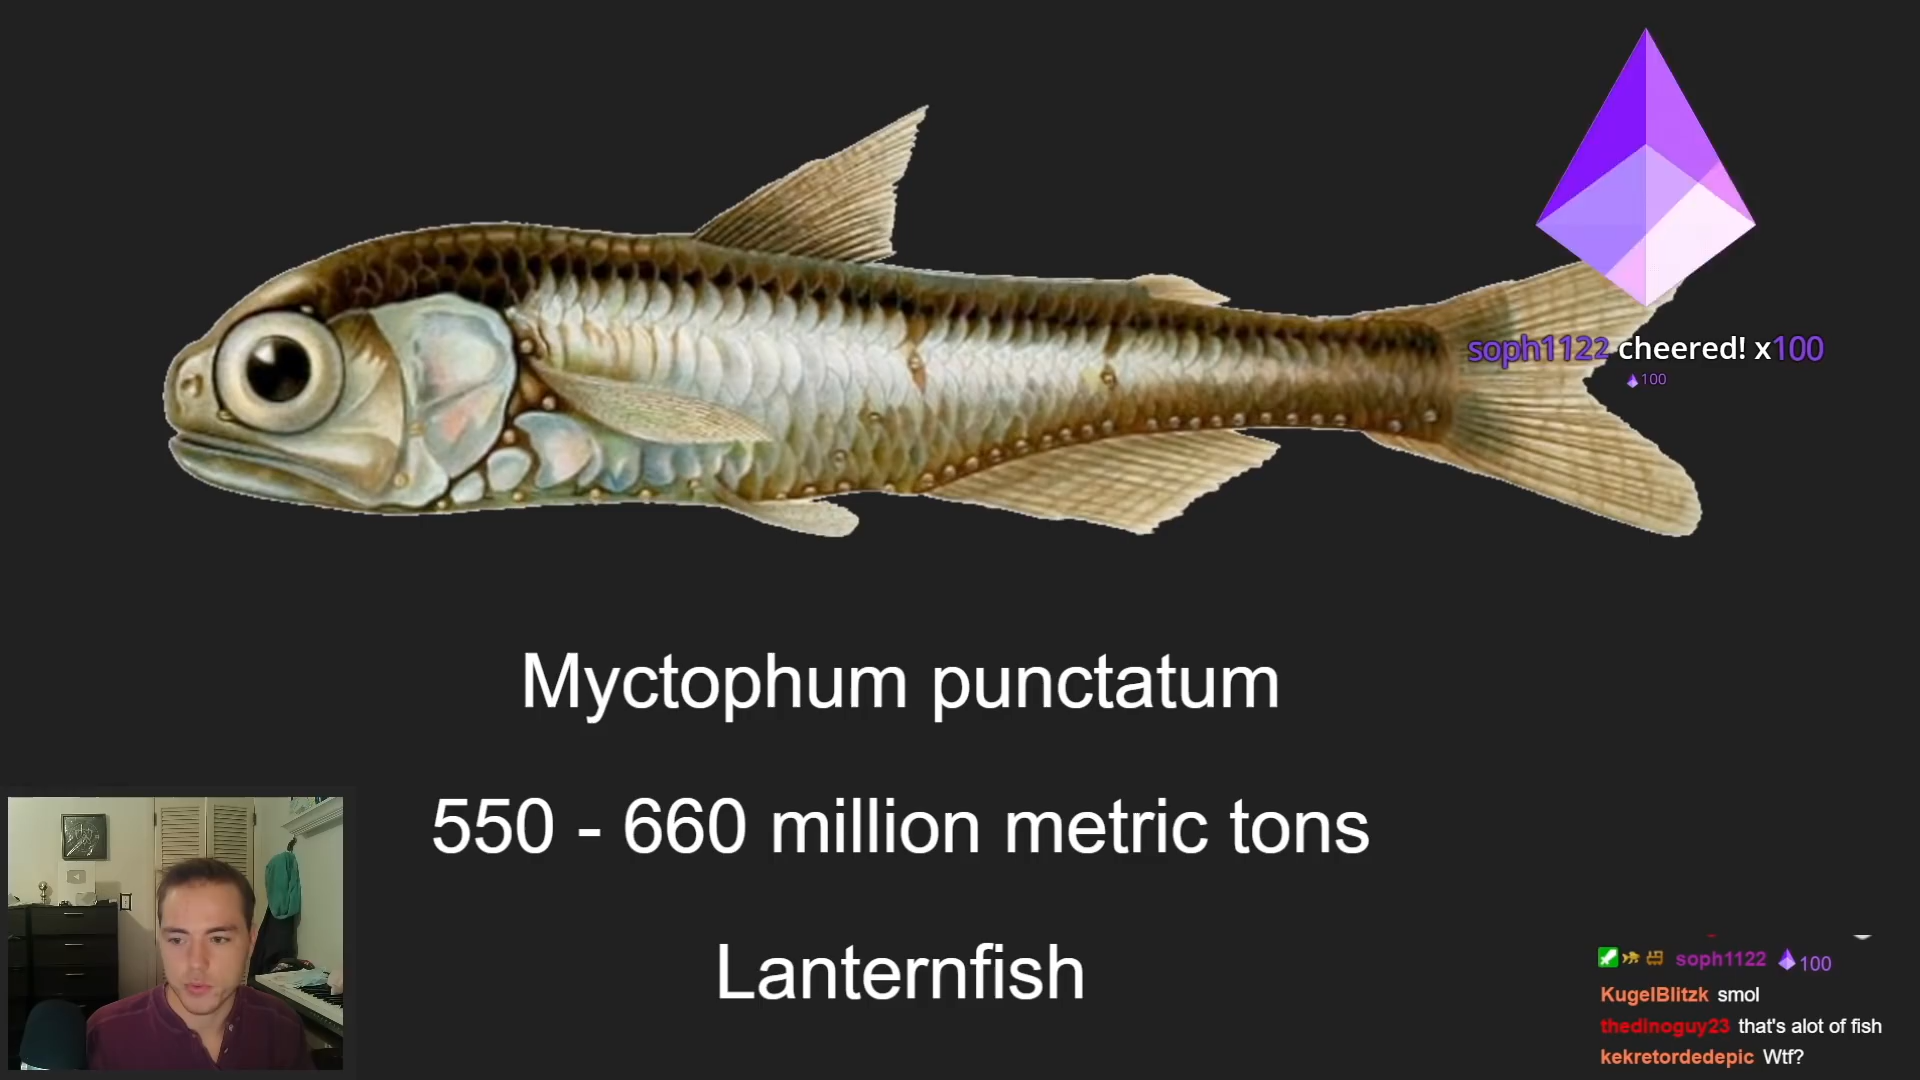 soph1122 cheered! x100
100
Myctophum punctatum
550 - 660 million metric tons
Lanternfish
soph1122 100
KugelBlitzk smol
thedinoguy23 that's alot of fish
kekretordedepic Wtf?